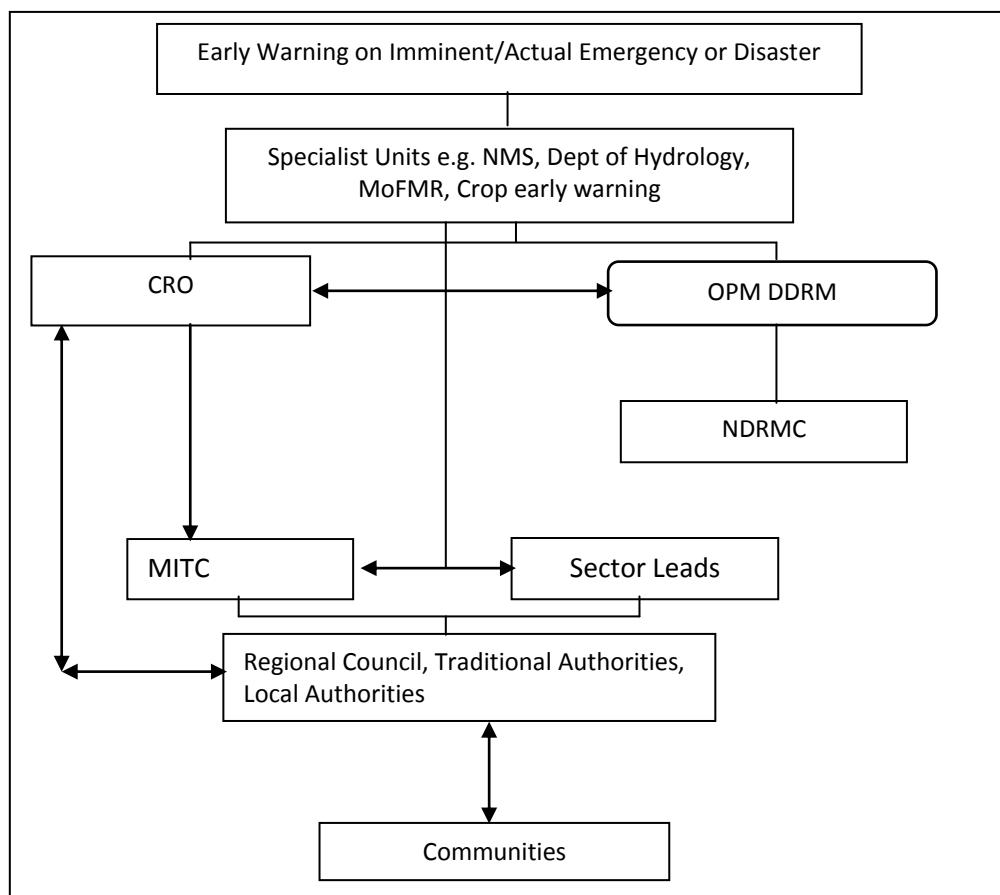 Early Warning on Imminent/Actual Emergency or Disaster
Specialist Units e.g. NMS, Dept of Hydrology,
MoFMR, Crop early warning
CRO
OPM DDRM
NDRMC
MITC
Sector Leads
Regional Council, Traditional Authorities,
Local Authorities
Communities